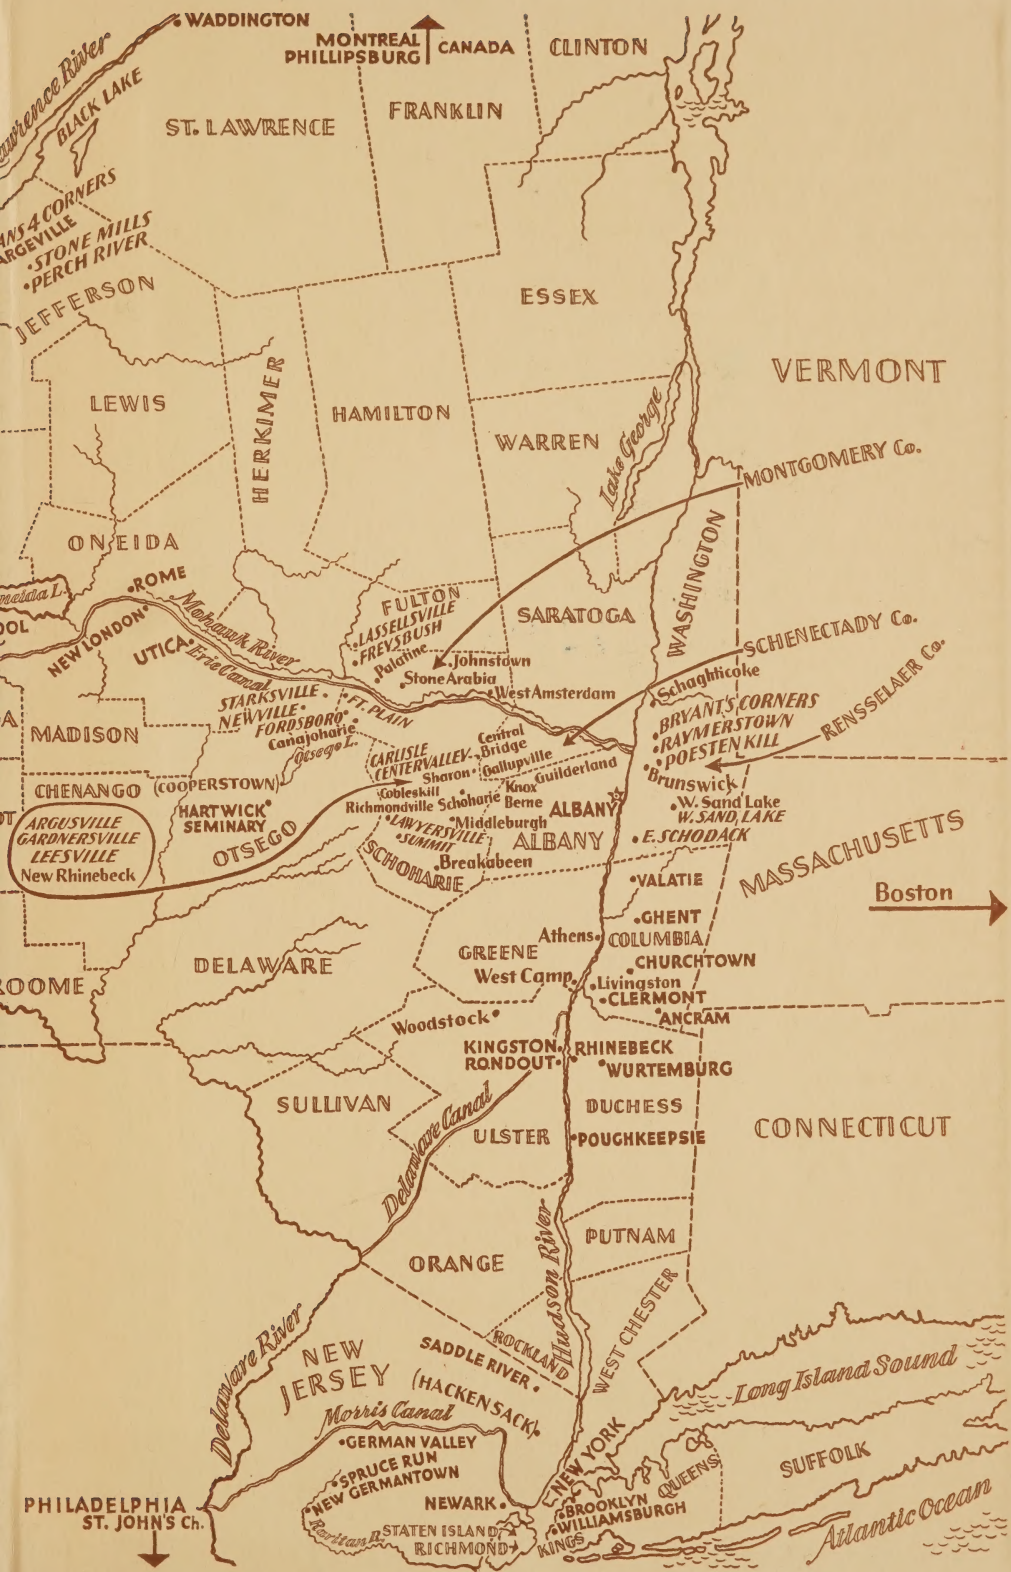 WADDINGTON
MONTREAL
PHILLIPSBURG
CANADA
CLINTON
BLACK LAKE
ST. LAWRENCE
FRANKLIN
STONE MILLS
PERCH RIVER
JEFFERSON
ESSEX
VERMONT
LEWIS
HERKIMER
HAMILTON
WARREN
Lake George
MONTGOMERY Co.
ONEIDA
WASHINGTON
ROME
Mohawk River
NEW LONDON
UTICA
Erie Canal
FULTON
LASSELLSVILLE
FREYSBUSH
Palatine
Johnstown
Stone Arabia
West Amsterdam
SARATOGA
SCHENECTADY Co.
Schaghticoke
RENSSELAER Co.
BRYANT'S CORNERS
RAYMERSTOWN
POESTEN KILL
Brunswick
W. Sand Lake
W. SAND LAKE
E. SCHODACK
STARKSVILLE
NEWVILLE
FORDSBORO
FT. PLAIN
Canajoharie
Otsego L.
MADISON
CHENANGO
(COOPERSTOWN)
HARTWICK
SEMINARY
OTSEGO
ARGUSVILLE
GARDNERSVILLE
LEESVILLE
New Rhinebeck
CARLISLE
CENTERVALLEY
Sharon
Central
Bridge
Gallupville
Guilderland
Cobleskill
Richmondville
Schoharie
Knox
Berne
ALBANY
LAWYERSVILLE
Middleburgh
SUMMIT
ALBANY
Breakabeen
SCHOHARIE
MASSACHUSETTS
Boston
VALATIE
GHENT
Athens
COLUMBIA
GREENE
CHURCHTOWN
West Camp
Livingston
CLERMONT
ANCRAM
DELAWARE
Woodstock
KINGSTON
RONDOUT
RHINEBECK
WURTEMBURG
SULLIVAN
Delaware Canal
ULSTER
DUCHESS
POUGHKEEPSIE
CONNECTICUT
ORANGE
Hudson River
PUTNAM
WEST CHESTER
ROCKLAND
Delaware River
NEW
JERSEY
SADDLE RIVER
(HACKENSACK)
Morris Canal
GERMAN VALLEY
SPRUCE RUN
NEW GERMANTOWN
NEWARK
Raritan R.
STATEN ISLAND
RICHMOND
NEW YORK
BROOKLYN
WILLIAMSBURGH
KINGS
QUEENS
SUFFOLK
Long Island Sound
Atlantic Ocean
PHILADELPHIA
ST. JOHN'S Ch.